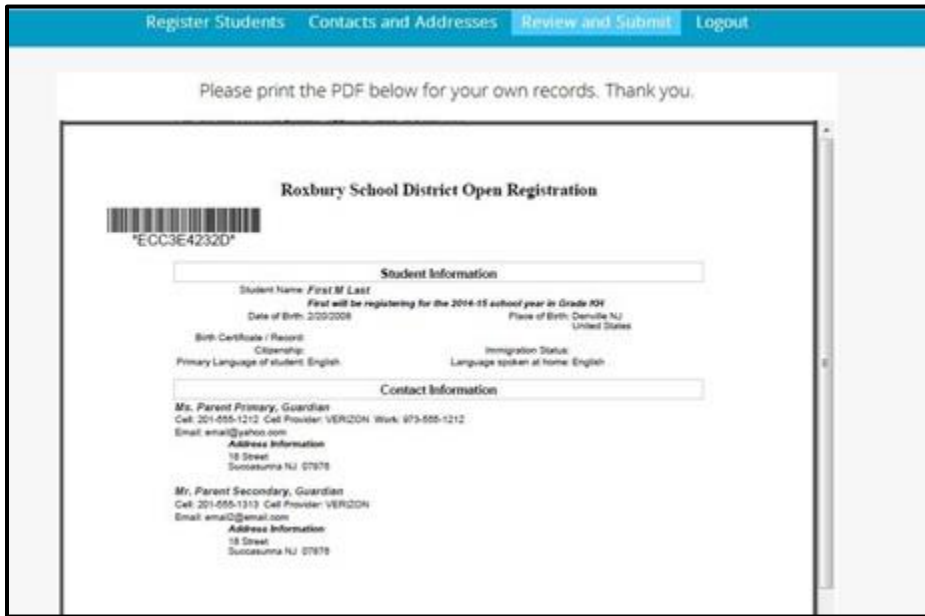 Register Students Contacts and Addresses Review and Submit Logout
Please print the PDF below for your own records. Thank you.
Roxbury School District Open Registration
*ECC3E4232D*
Student Information
Student Name: First M Last
First will be registering for the 2014-15 school year in Grade KH
Date of Birth: 2/20/2008 Place of Birth: Denville NJ
United States
Birth Certificate / Record:
Citizenship: Immigration Status:
Primary Language of student: English Language spoken at home: English
Contact Information
Ms. Parent Primary, Guardian
Cell: 201-555-1212 Cell Provider: VERIZON Work: 973-555-1212
Email: email@yahoo.com
Address Information
18 Street
Succasunna NJ 07876
Mr. Parent Secondary, Guardian
Cell: 201-555-1313 Cell Provider: VERIZON
Email: email2@email.com
Address Information
18 Street
Succasunna NJ 07876